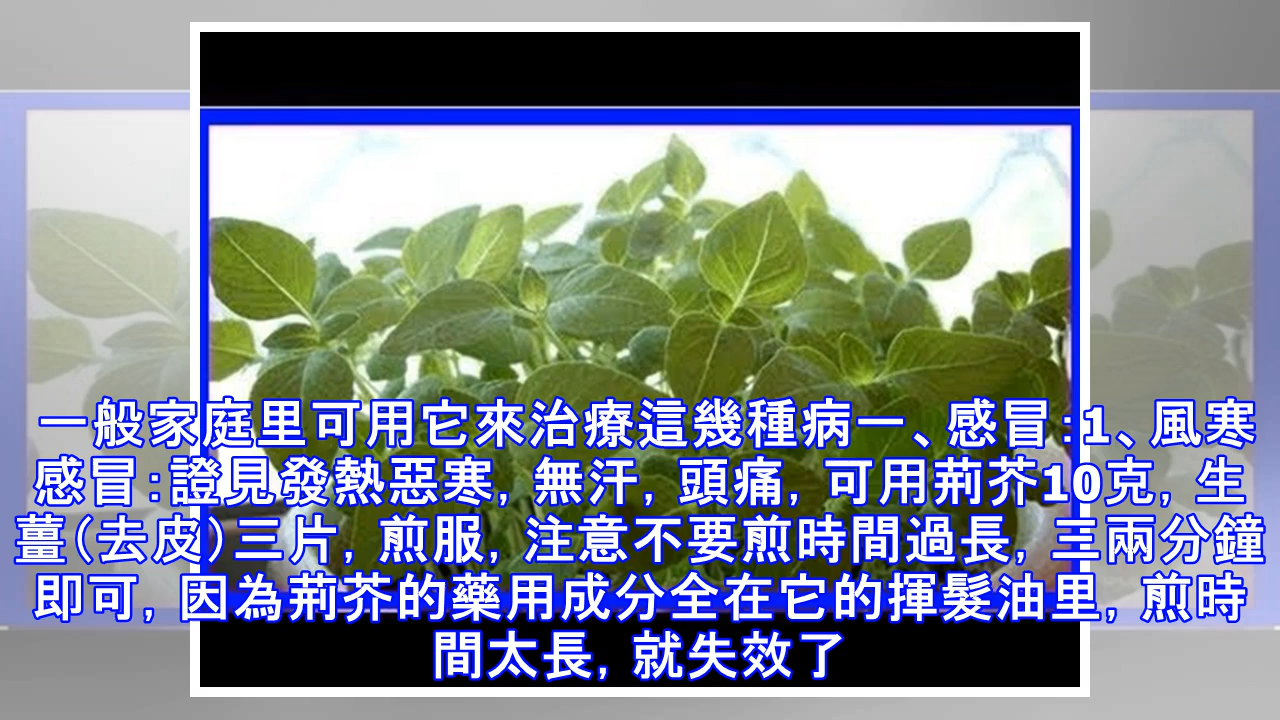 一般家庭里可用它來治療這幾種病一、感冒:1、風寒
感冒:證見發熱惡寒, 無汗, 頭痛, 可用荊芥10克, 生
薑(去皮)三片, 煎服, 注意不要煎時間過長, 三兩分鐘
即可, 因為荊芥的藥用成分全在它的揮髮油里, 煎時
間太長, 就失效了